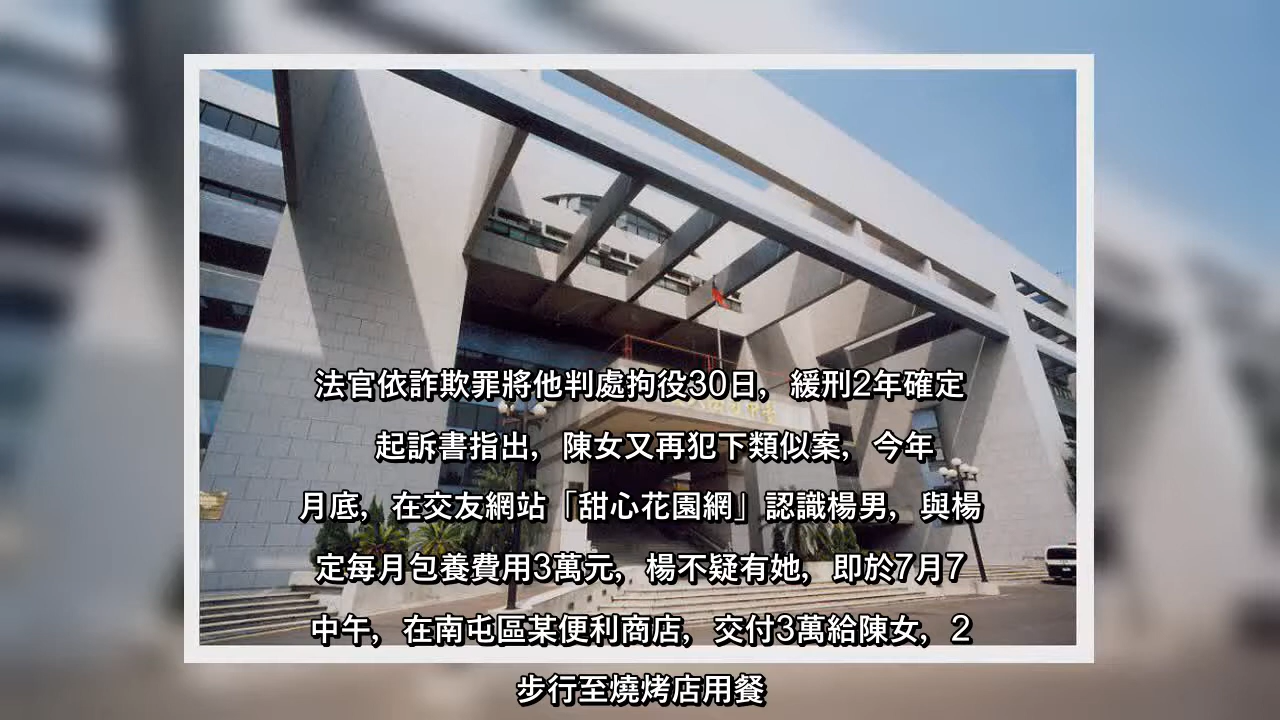 法官依詐欺罪將他判處拘役30日，緩刑2年確定
起訴書指出，陳女又再犯下類似案，今年
月底，在交友網站「甜心花園網」認識楊男，與楊
定每月包養費用3萬元，楊不疑有她，即於7月7
中午，在南屯區某便利商店，交付3萬給陳女，2
步行至燒烤店用餐